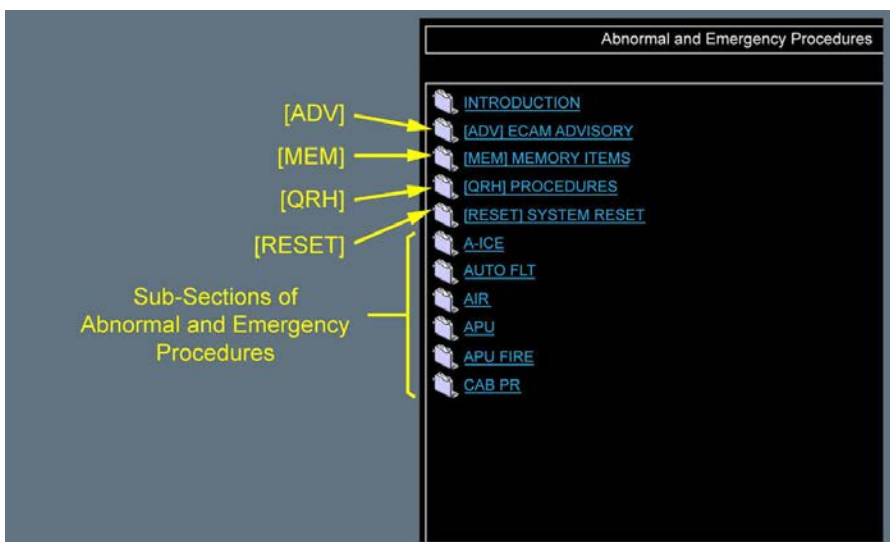 Abnormal and Emergency Procedures
[ADV]
[MEM]
[QRH]
[RESET]
Sub-Sections of
Abnormal and Emergency
Procedures
INTRODUCTION
[ADV] ECAM ADVISORY
[MEM] MEMORY ITEMS
[QRH] PROCEDURES
[RESET] SYSTEM RESET
A-ICE
AUTO FLT
AIR
APU
APU FIRE
CAB PR